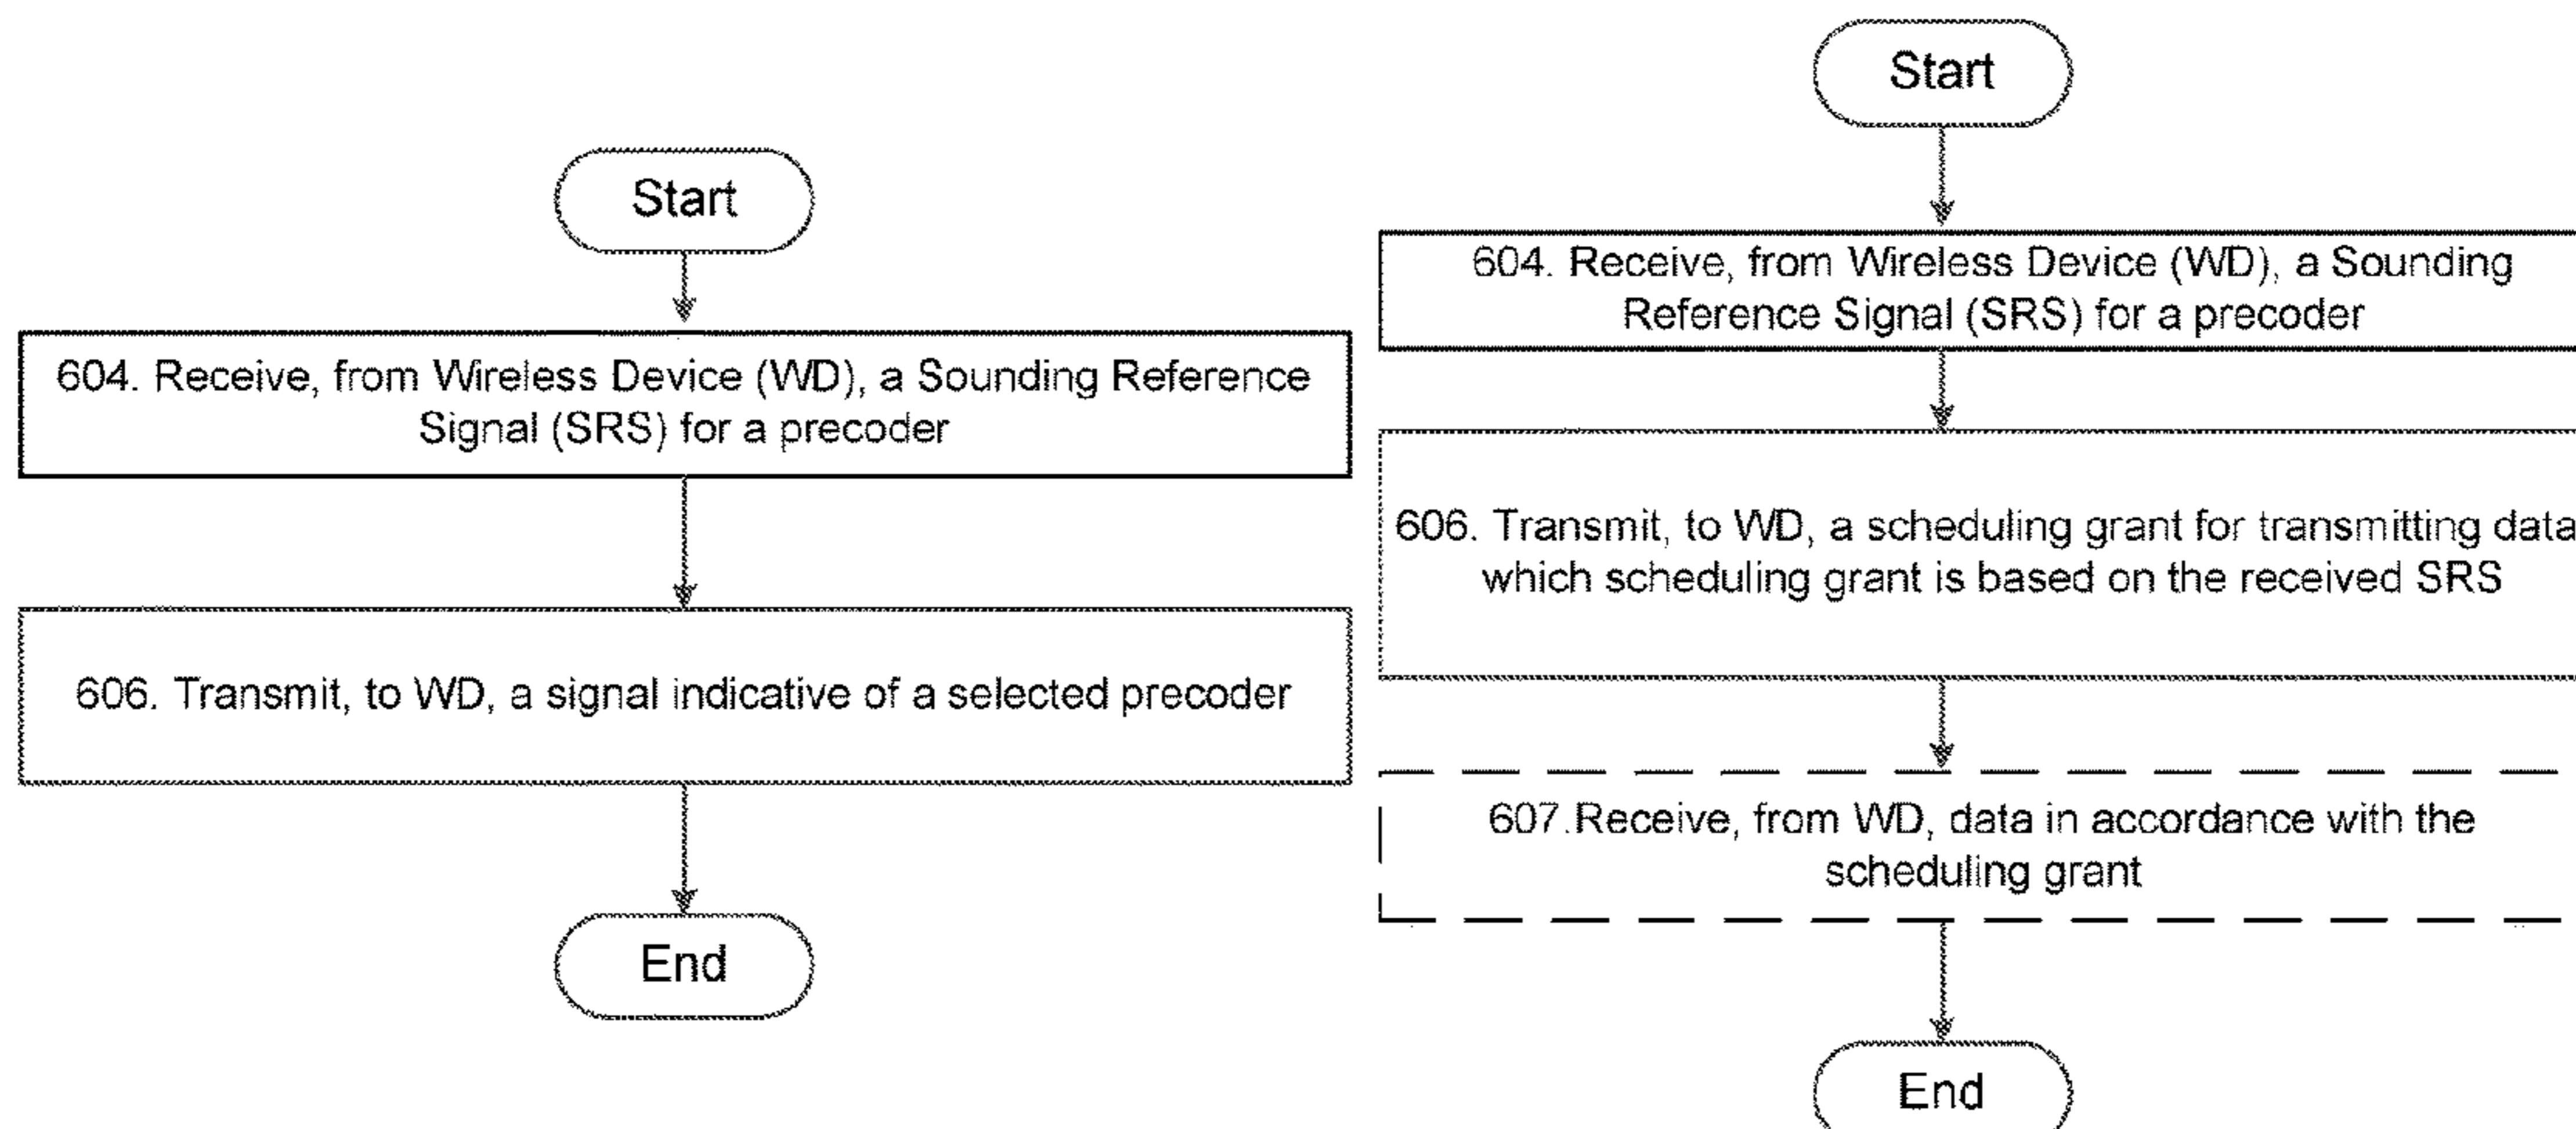 Start
604. Receive, from Wireless Device (WD), a Sounding Reference
Signal (SRS) for a precoder
606. Transmit, to WD, a signal indicative of a selected precoder
End
Start
604. Receive, from Wireless Device (WD), a Sounding
Reference Signal (SRS) for a precoder
606. Transmit, to WD, a scheduling grant for transmitting data
which scheduling grant is based on the received SRS
607.Receive, from WD, data in accordance with the
scheduling grant
End